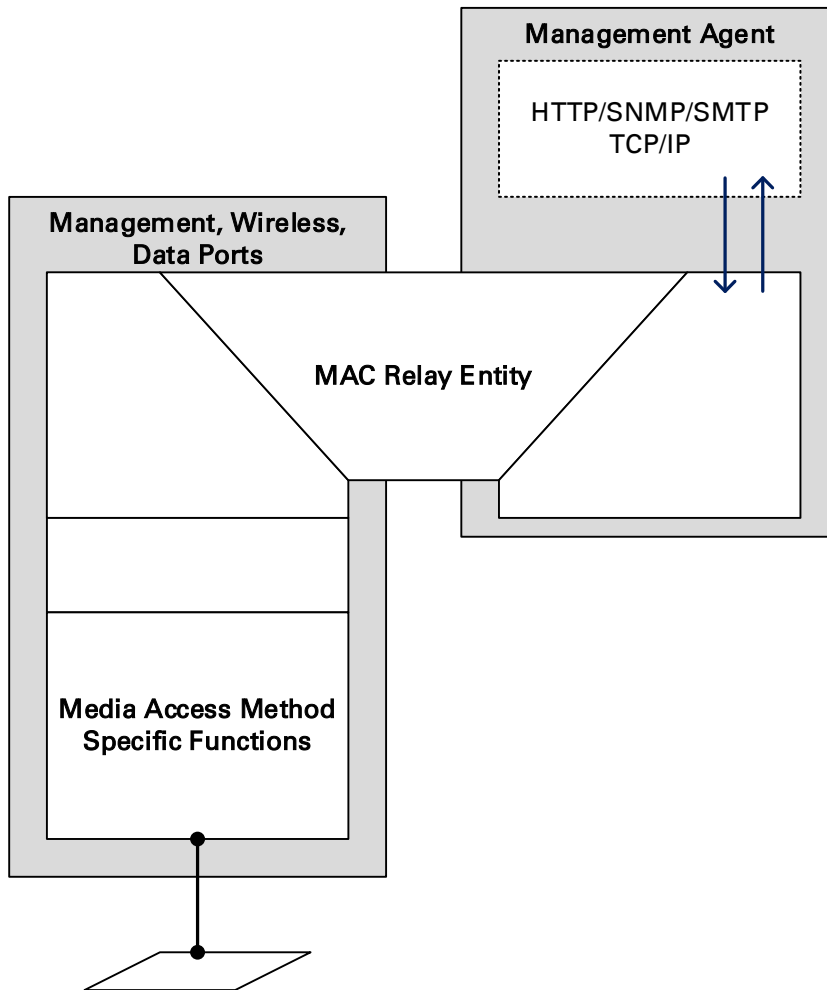 Management Agent
HTTP/SNMP/SMTP
TCP/IP
Management, Wireless,
Data Ports
MAC Relay Entity
Media Access Method
Specific Functions